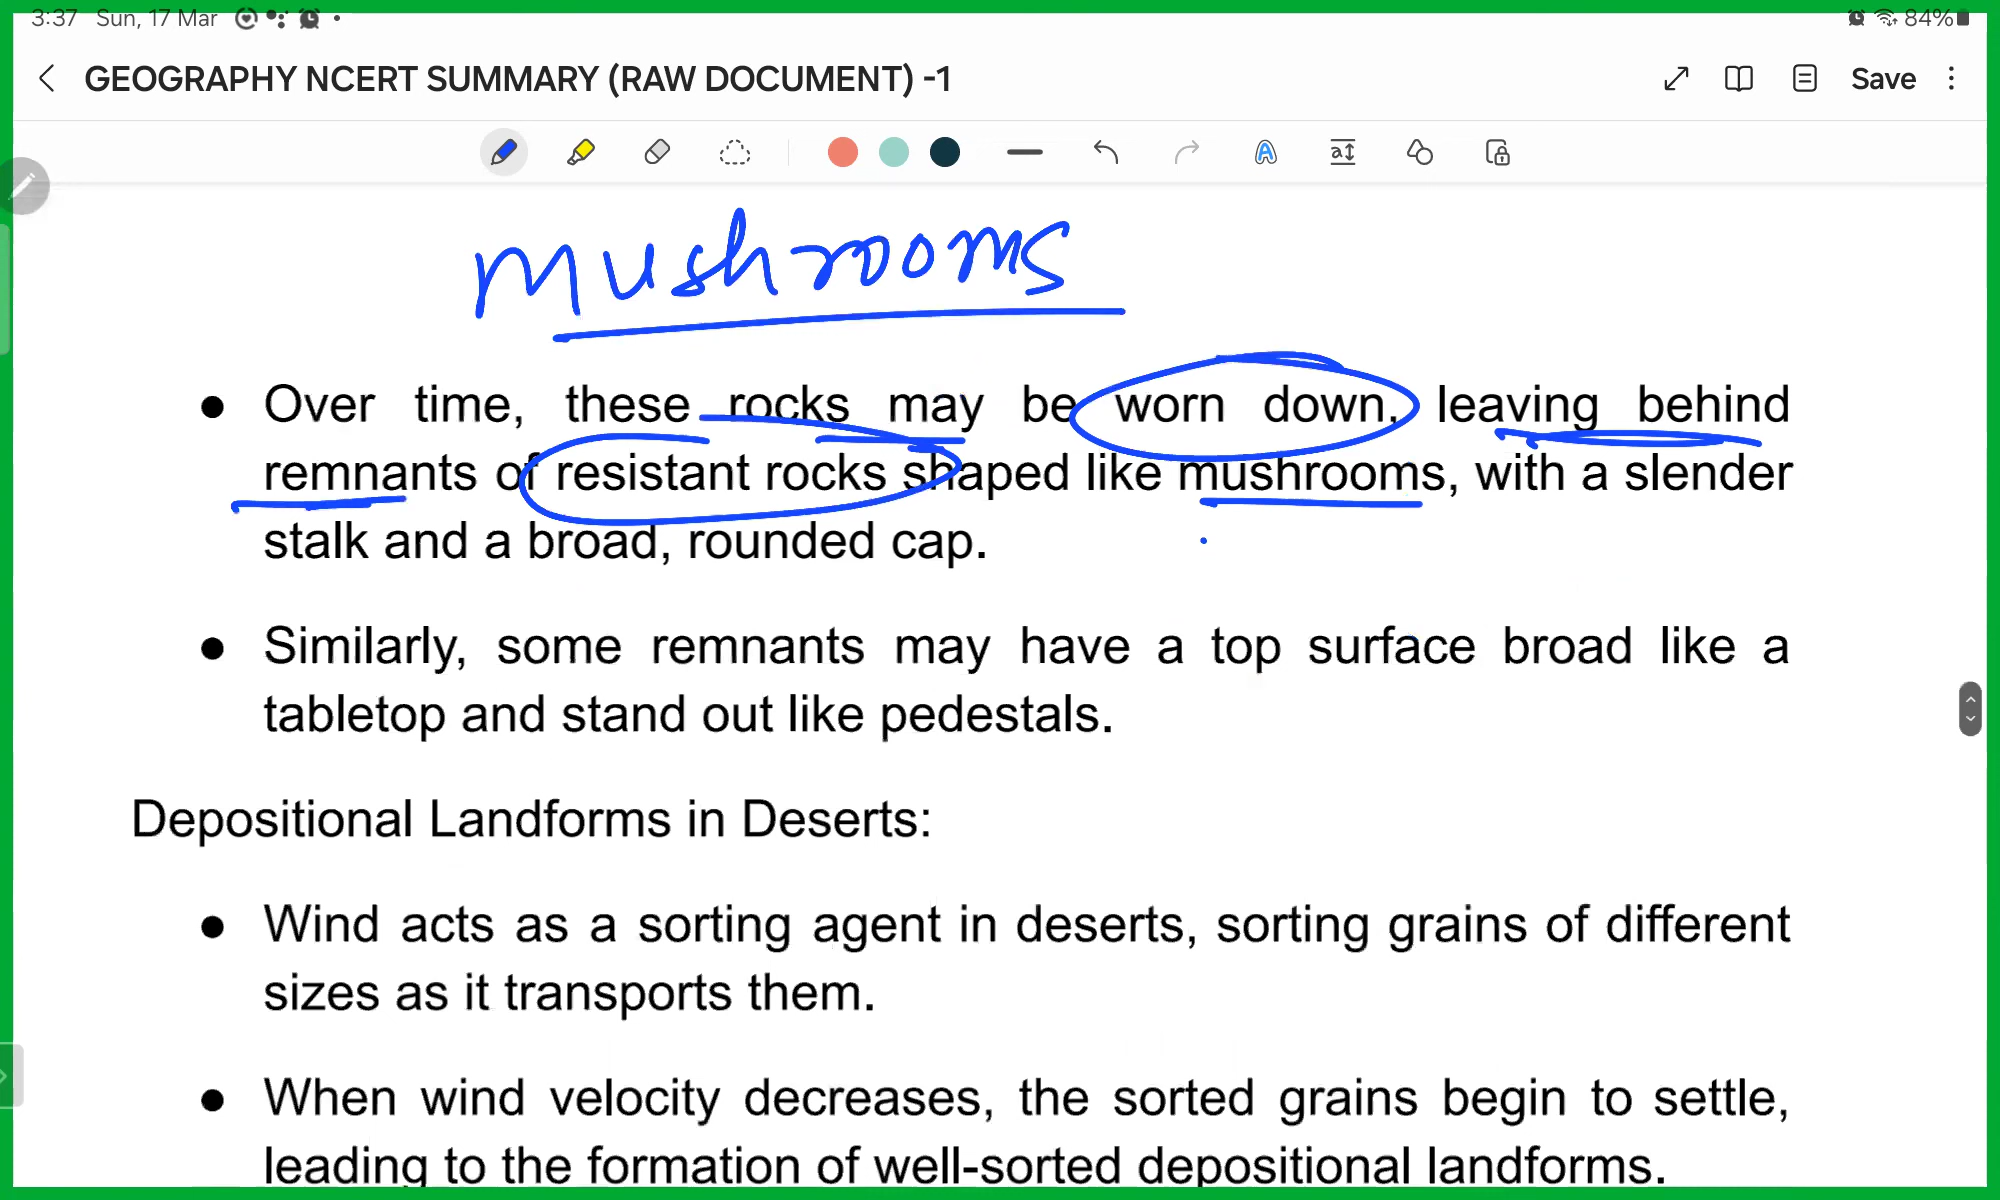 3:37 Sun, 17 Mar 84%
GEOGRAPHY NCERT SUMMARY (RAW DOCUMENT) -1 Save
A a
mushrooms
● Over time, these rocks may be worn down, leaving behind
remnants of resistant rocks shaped like mushrooms, with a slender
stalk and a broad, rounded cap.
● Similarly, some remnants may have a top surface broad like a
tabletop and stand out like pedestals.
Depositional Landforms in Deserts:
● Wind acts as a sorting agent in deserts, sorting grains of different
sizes as it transports them.
● When wind velocity decreases, the sorted grains begin to settle,
leading to the formation of well-sorted depositional landforms.